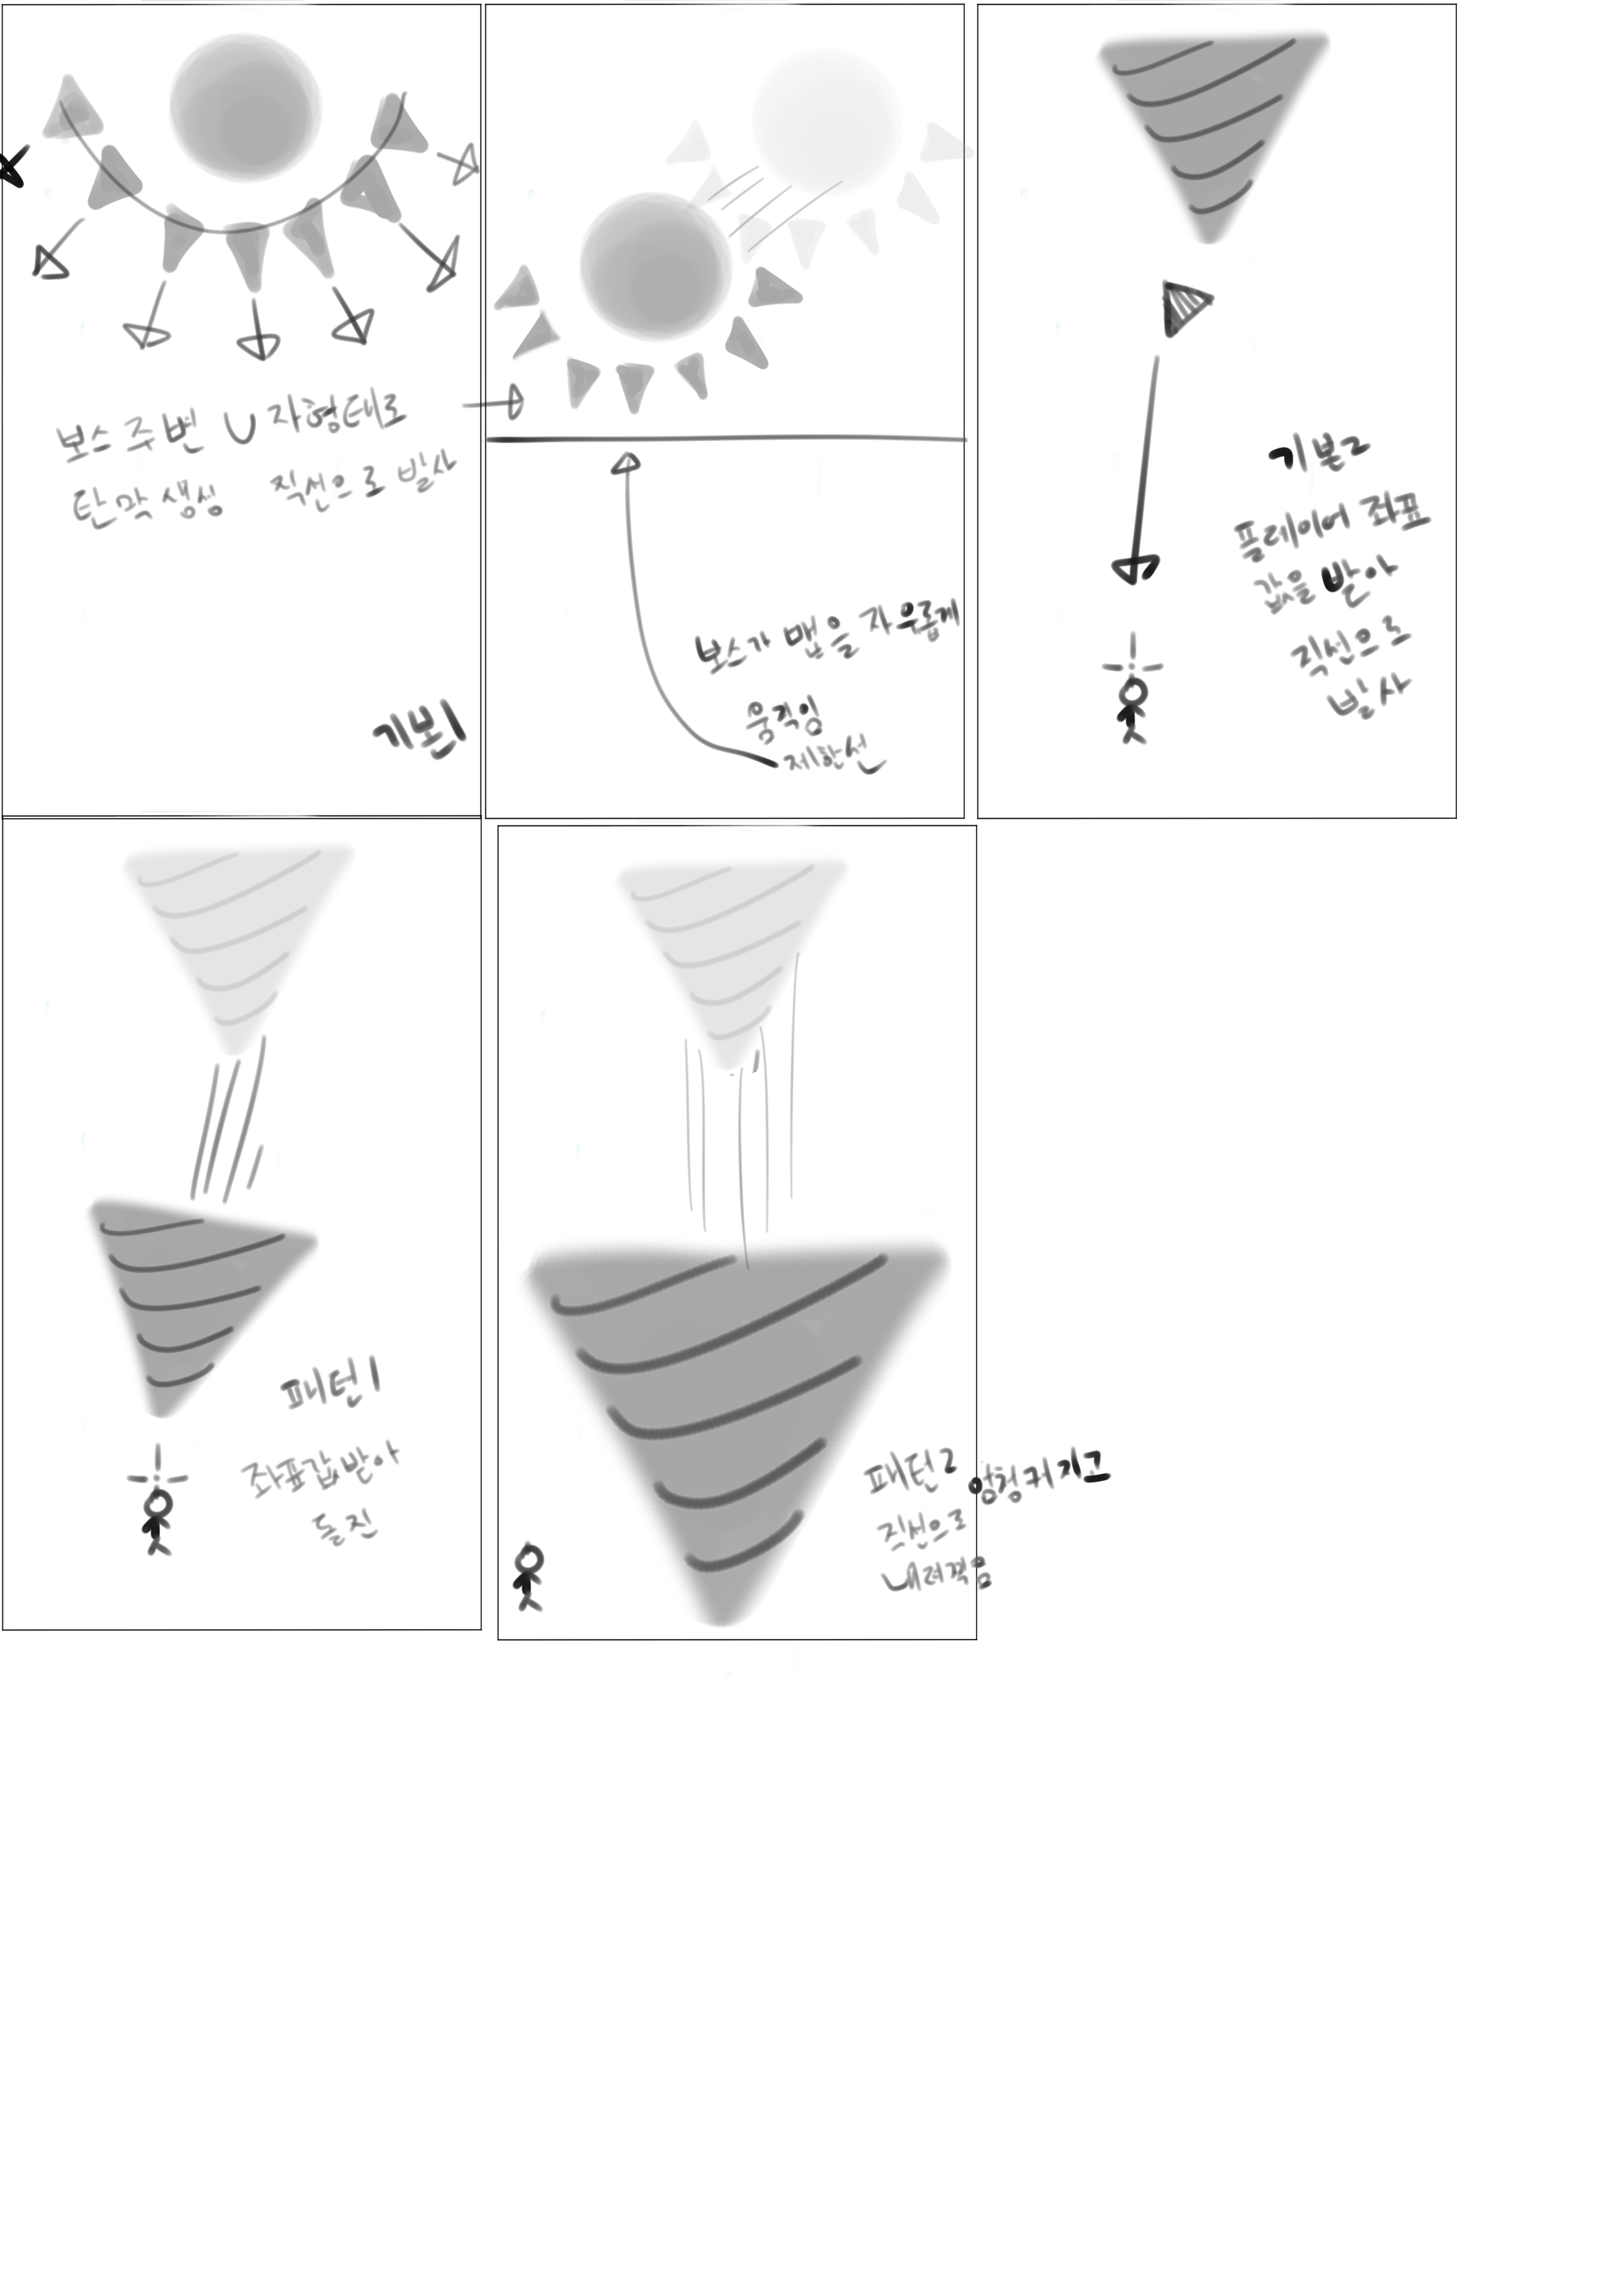 보스 주변 U 자형태로
탄막 생성 직선으로 발사
기본1
보스가 맵을 자유롭게
움직임
제한선
기본2
플레이어 좌표
값을 받아
직선으로
발사
패턴1
좌표값받아
돌진
패턴2 엄청커지고
직선으로
내려찍음